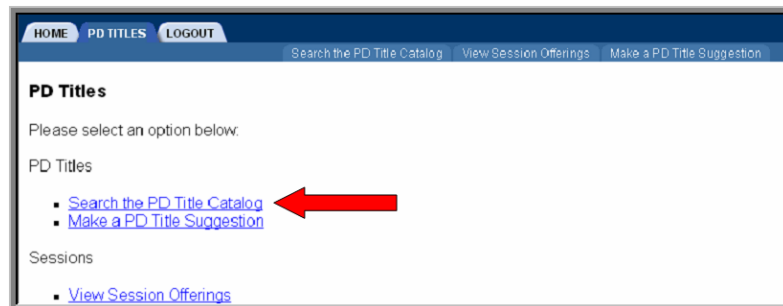 HOME PD TITLES LOGOUT
Search the PD Title Catalog View Session Offerings Make a PD Title Suggestion
PD Titles
Please select an option below:
PD Titles
Search the PD Title Catalog
Make a PD Title Suggestion
Sessions
View Session Offerings